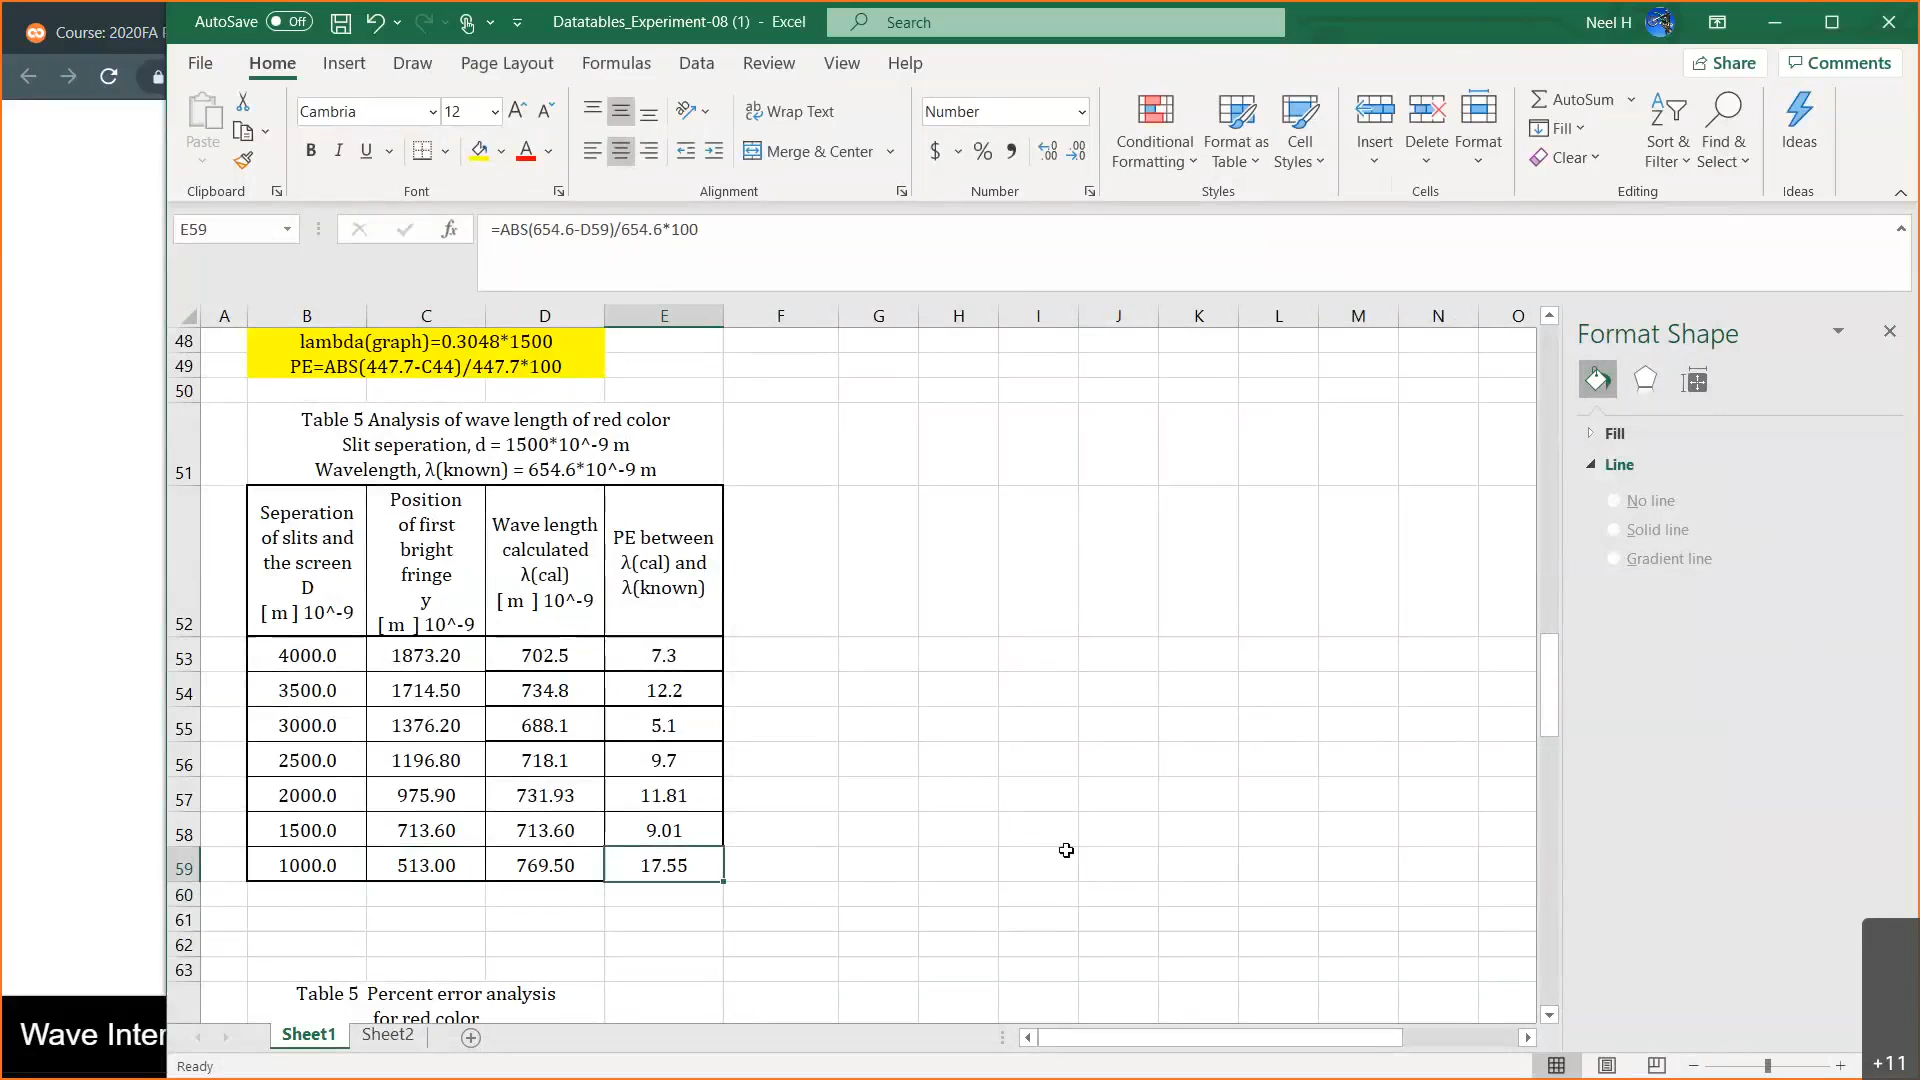 Course: 2020FA
AutoSave Off
Datatables_Experiment-08 (1) - Excel
Search
Neel H
File Home Insert Draw Page Layout Formulas Data Review View Help
Share Comments
Paste
Cambria 12
B I U
Wrap Text
Merge & Center
Number
$ %
Conditional Formatting
Format as Table
Cell Styles
Insert Delete Format
AutoSum
Fill
Clear
Sort & Filter
Find & Select
Ideas
Clipboard Font Alignment Number Styles Cells Editing Ideas
E59 fx =ABS(654.6-D59)/654.6*100
A B C D E F G H I J K L M N O
48 lambda(graph)=0.3048*1500
49 PE=ABS(447.7-C44)/447.7*100
50
Table 5 Analysis of wave length of red color
Slit seperation, d = 1500*10^-9 m
51 Wavelength, λ(known) = 654.6*10^-9 m
Seperation of slits and the screen D [ m ] 10^-9
Position of first bright fringe y [ m ] 10^-9
Wave length calculated λ(cal) [ m ] 10^-9
PE between λ(cal) and λ(known)
52
53 4000.0 1873.20 702.5 7.3
54 3500.0 1714.50 734.8 12.2
55 3000.0 1376.20 688.1 5.1
56 2500.0 1196.80 718.1 9.7
57 2000.0 975.90 731.93 11.81
58 1500.0 713.60 713.60 9.01
59 1000.0 513.00 769.50 17.55
60
61
62
63
Table 5 Percent error analysis
for red color
Format Shape
Fill
Line
No line
Solid line
Gradient line
Wave Inter
Sheet1 Sheet2
Ready
+11